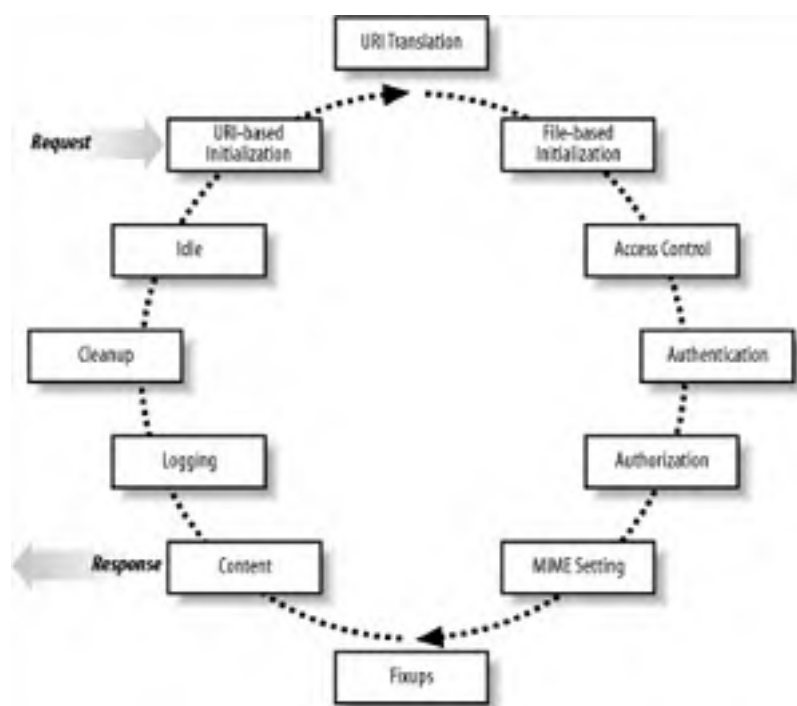 URI Translation
Request
URI-based
Initialization
File-based
Initialization
Idle
Access Control
Cleanup
Authentication
Logging
Authorization
Response
Content
MIME Setting
Fixups